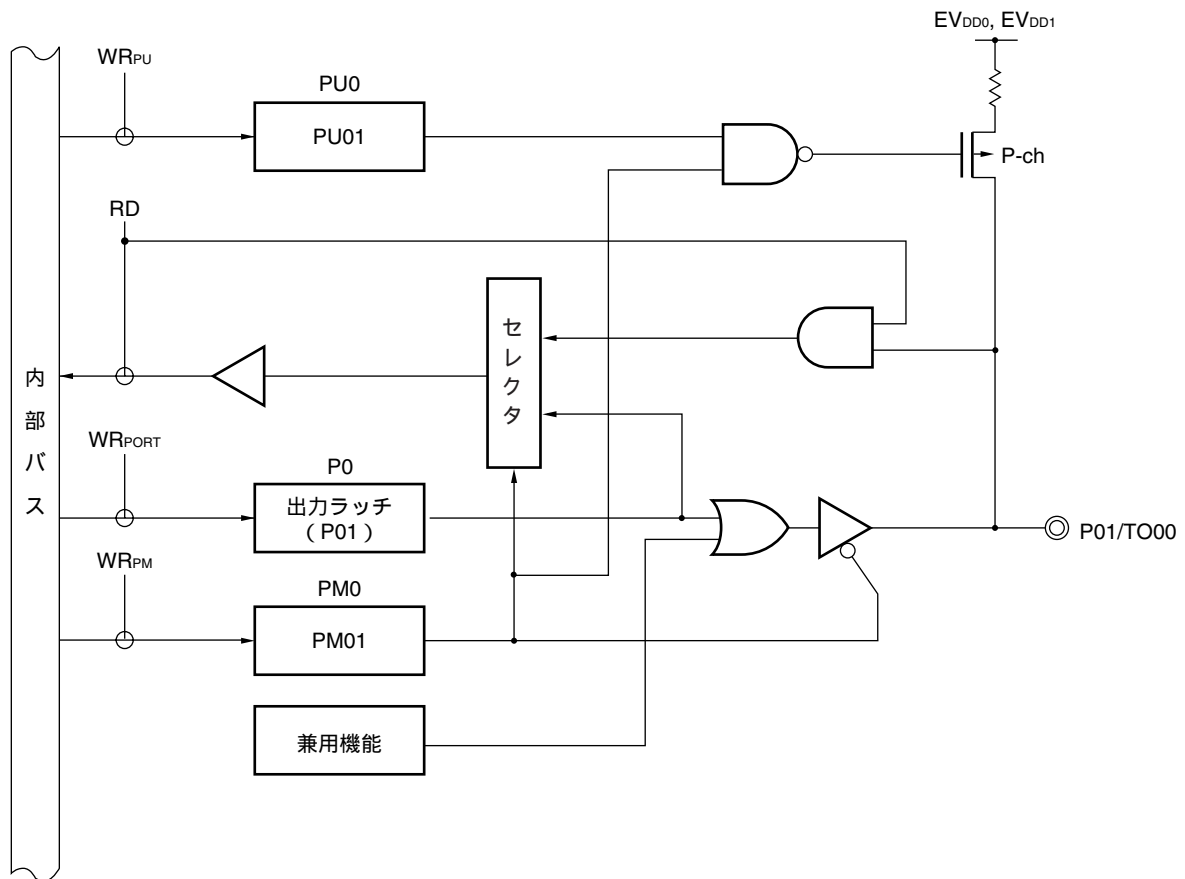 EVDD0, EVDD1
WRPU
PU0
PU01
P-ch
RD
セレクタ
内部バス
WRPORT
P0
出力ラッチ
（P01）
P01/TO00
WRPM
PM0
PM01
兼用機能